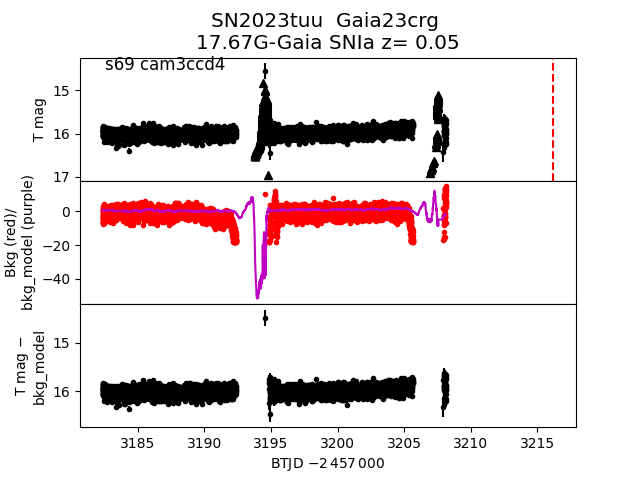 SN2023tuu  Gaia23crg
17.67G-Gaia SNIa z= 0.05
s69 cam3ccd4
T mag
15
16
17
Bkg (red)/
bkg_model (purple)
0
−20
−40
T mag −
bkg_model
15
16
3185 3190 3195 3200 3205 3210 3215
BTJD −2 457 000